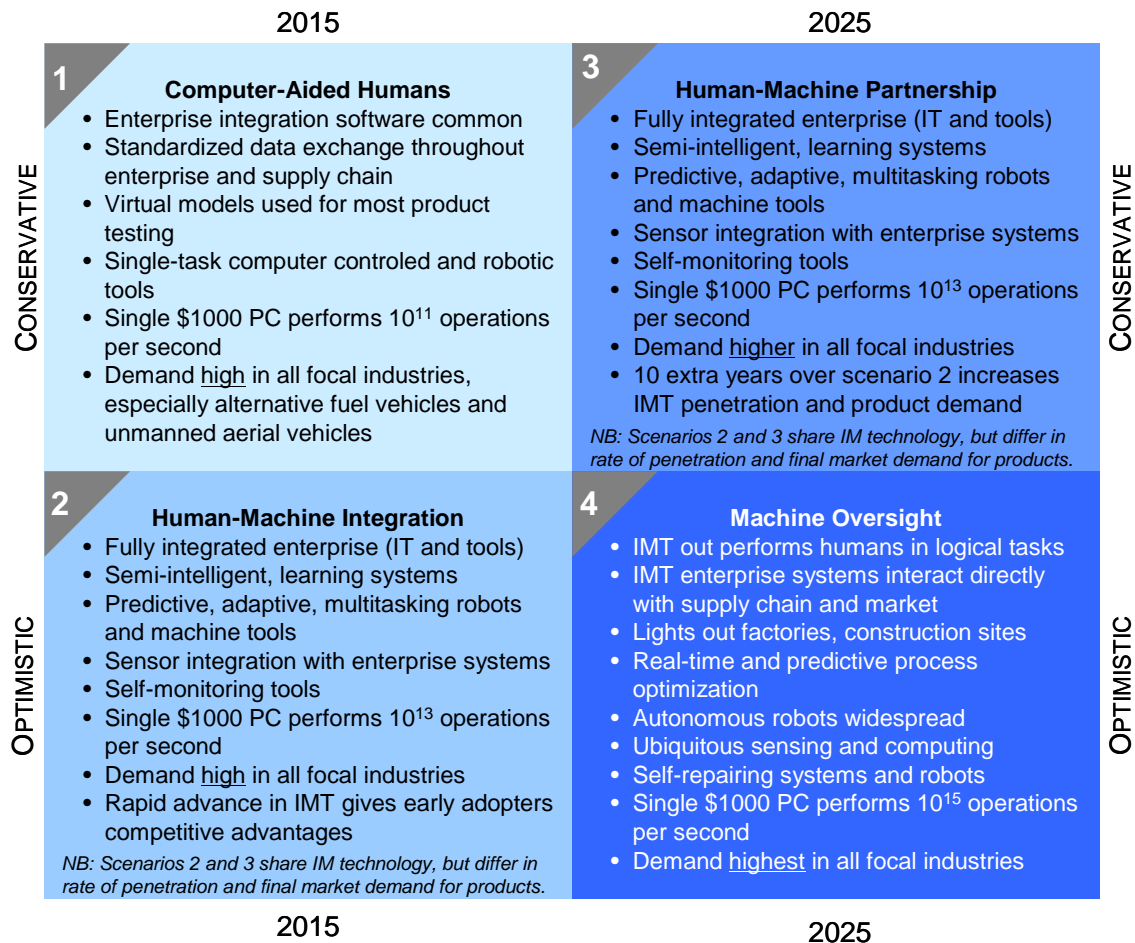 2015
2025
CONSERVATIVE
1
Computer-Aided Humans
• Enterprise integration software common
• Standardized data exchange throughout
enterprise and supply chain
• Virtual models used for most product
testing
• Single-task computer controled and robotic
tools
• Single $1000 PC performs 10¹¹ operations
per second
• Demand high in all focal industries,
especially alternative fuel vehicles and
unmanned aerial vehicles
3
Human-Machine Partnership
• Fully integrated enterprise (IT and tools)
• Semi-intelligent, learning systems
• Predictive, adaptive, multitasking robots
and machine tools
• Sensor integration with enterprise systems
• Self-monitoring tools
• Single $1000 PC performs 10¹³ operations
per second
• Demand higher in all focal industries
• 10 extra years over scenario 2 increases
IMT penetration and product demand
NB: Scenarios 2 and 3 share IM technology, but differ in
rate of penetration and final market demand for products.
CONSERVATIVE
OPTIMISTIC
2
Human-Machine Integration
• Fully integrated enterprise (IT and tools)
• Semi-intelligent, learning systems
• Predictive, adaptive, multitasking robots
and machine tools
• Sensor integration with enterprise systems
• Self-monitoring tools
• Single $1000 PC performs 10¹³ operations
per second
• Demand high in all focal industries
• Rapid advance in IMT gives early adopters
competitive advantages
NB: Scenarios 2 and 3 share IM technology, but differ in
rate of penetration and final market demand for products.
4
Machine Oversight
• IMT out performs humans in logical tasks
• IMT enterprise systems interact directly
with supply chain and market
• Lights out factories, construction sites
• Real-time and predictive process
optimization
• Autonomous robots widespread
• Ubiquitous sensing and computing
• Self-repairing systems and robots
• Single $1000 PC performs 10¹⁵ operations
per second
• Demand highest in all focal industries
OPTIMISTIC
2015
2025